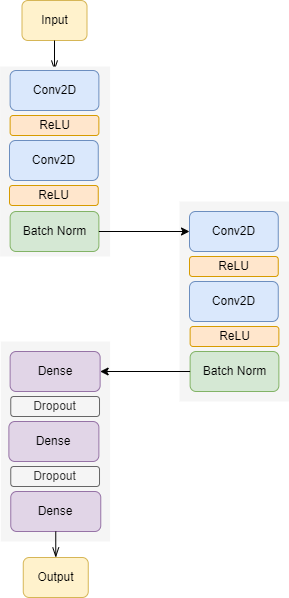 Input
Conv2D
ReLU
Conv2D
ReLU
Batch Norm
Conv2D
ReLU
Conv2D
ReLU
Batch Norm
Dense
Dropout
Dense
Dropout
Dense
Output